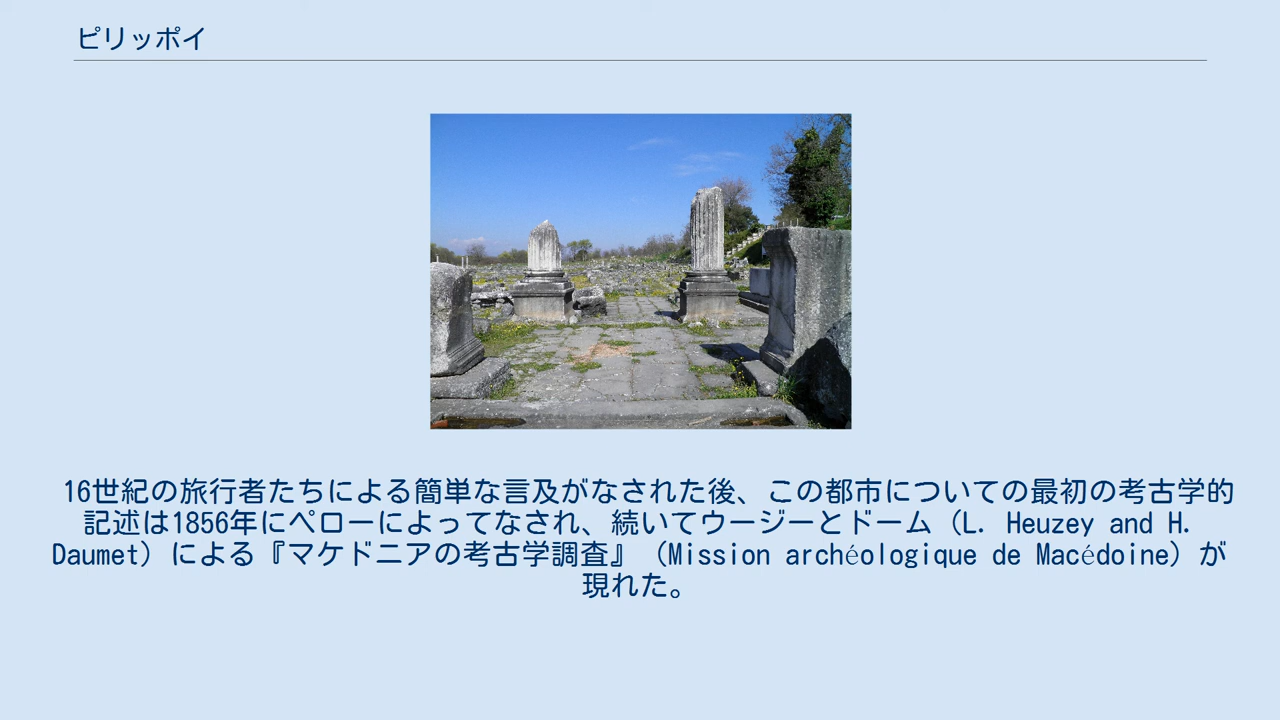 ピリッポイ
16世紀の旅行者たちによる簡単な言及がなされた後、この都市についての最初の考古学的
記述は1856年にペローによってなされ、続いてウージーとドーム（L. Heuzey and H.
Daumet）による『マケドニアの考古学調査』（Mission archéologique de Macédoine）が
現れた。